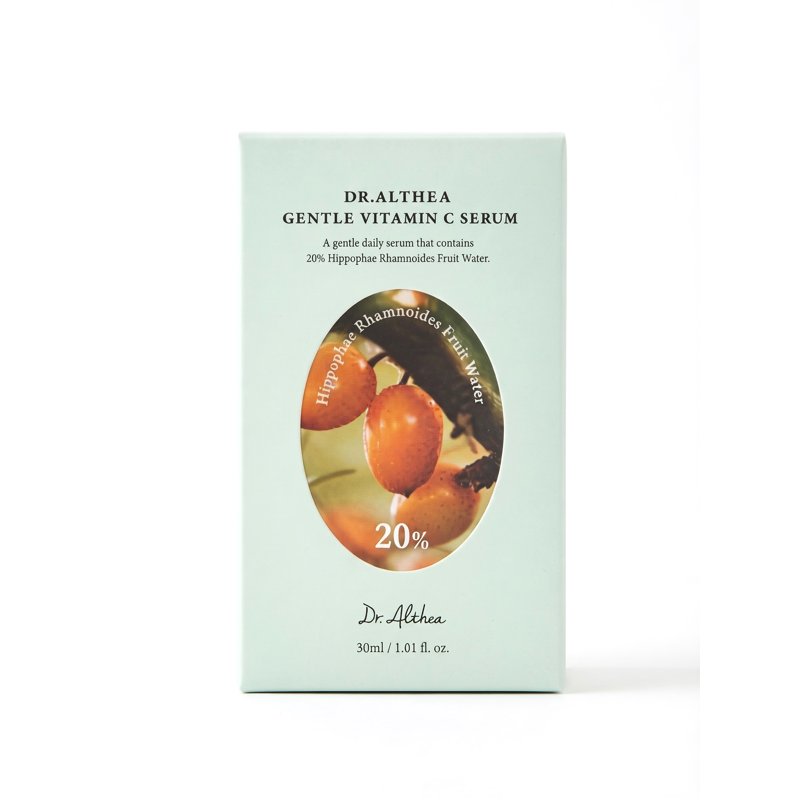 DR.ALTHEA
GENTLE VITAMIN C SERUM
A gentle daily serum that contains
20% Hippophae Rhamnoides Fruit Water.
Hippophae Rhamnoides Fruit Water
20%
Dr. Althea
30ml / 1.01 fl. oz.